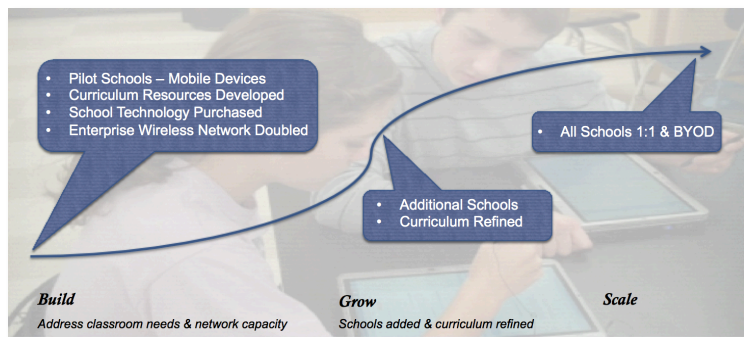 • Pilot Schools – Mobile Devices
• Curriculum Resources Developed
• School Technology Purchased
• Enterprise Wireless Network Doubled
• All Schools 1:1 & BYOD
• Additional Schools
• Curriculum Refined
Build
Address classroom needs & network capacity
Grow
Schools added & curriculum refined
Scale